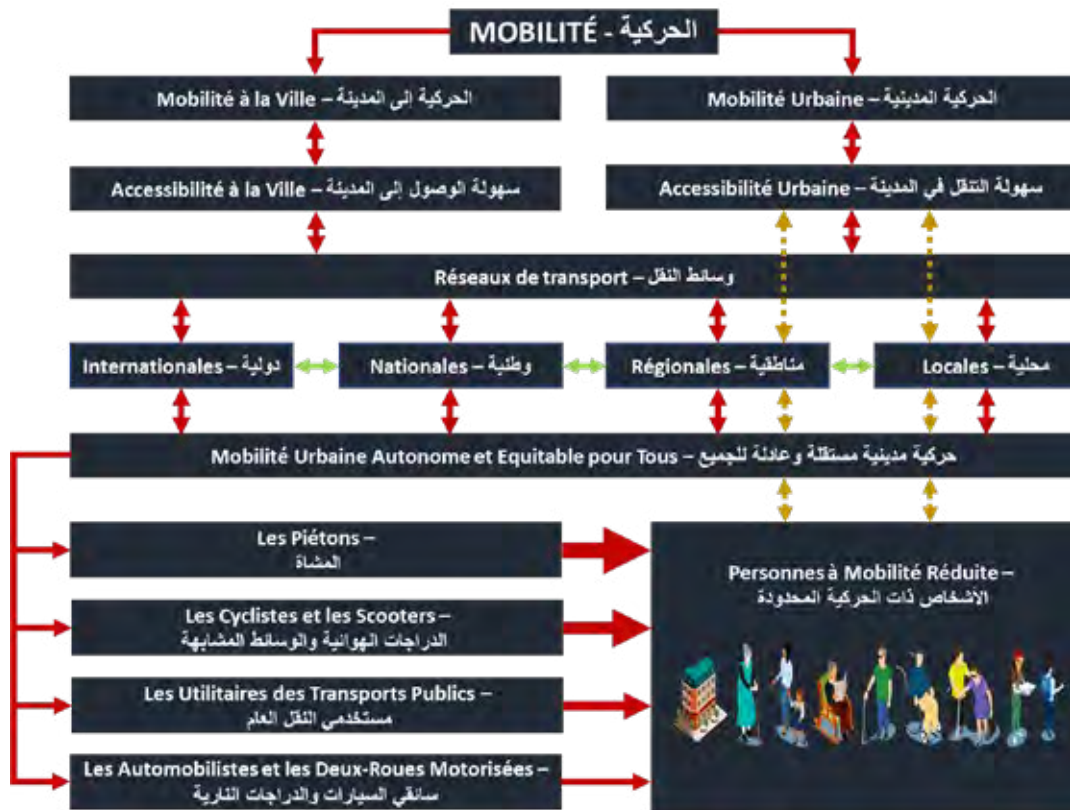 MOBILITÉ - الحركية
Mobilité à la Ville – الحركية إلى المدينة
Mobilité Urbaine – الحركية المدينية
Accessibilité à la Ville – سهولة الوصول إلى المدينة
Accessibilité Urbaine – سهولة التنقل في المدينة
Réseaux de transport – وسائط النقل
Internationales – دولية
Nationales – وطنية
Régionales – مناطقية
Locales – محلية
Mobilité Urbaine Autonome et Equitable pour Tous – حركية مدينية مستقلة وعادلة للجميع
Les Piétons –
المشاة
Personnes à Mobilité Réduite –
الأشخاص ذات الحركية المحدودة
Les Cyclistes et les Scooters –
الدراجات الهوائية والوسائط المشابهة
Les Utilitaires des Transports Publics –
مستخدمي النقل العام
Les Automobilistes et les Deux-Roues Motorisées –
سائقي السيارات والدراجات النارية